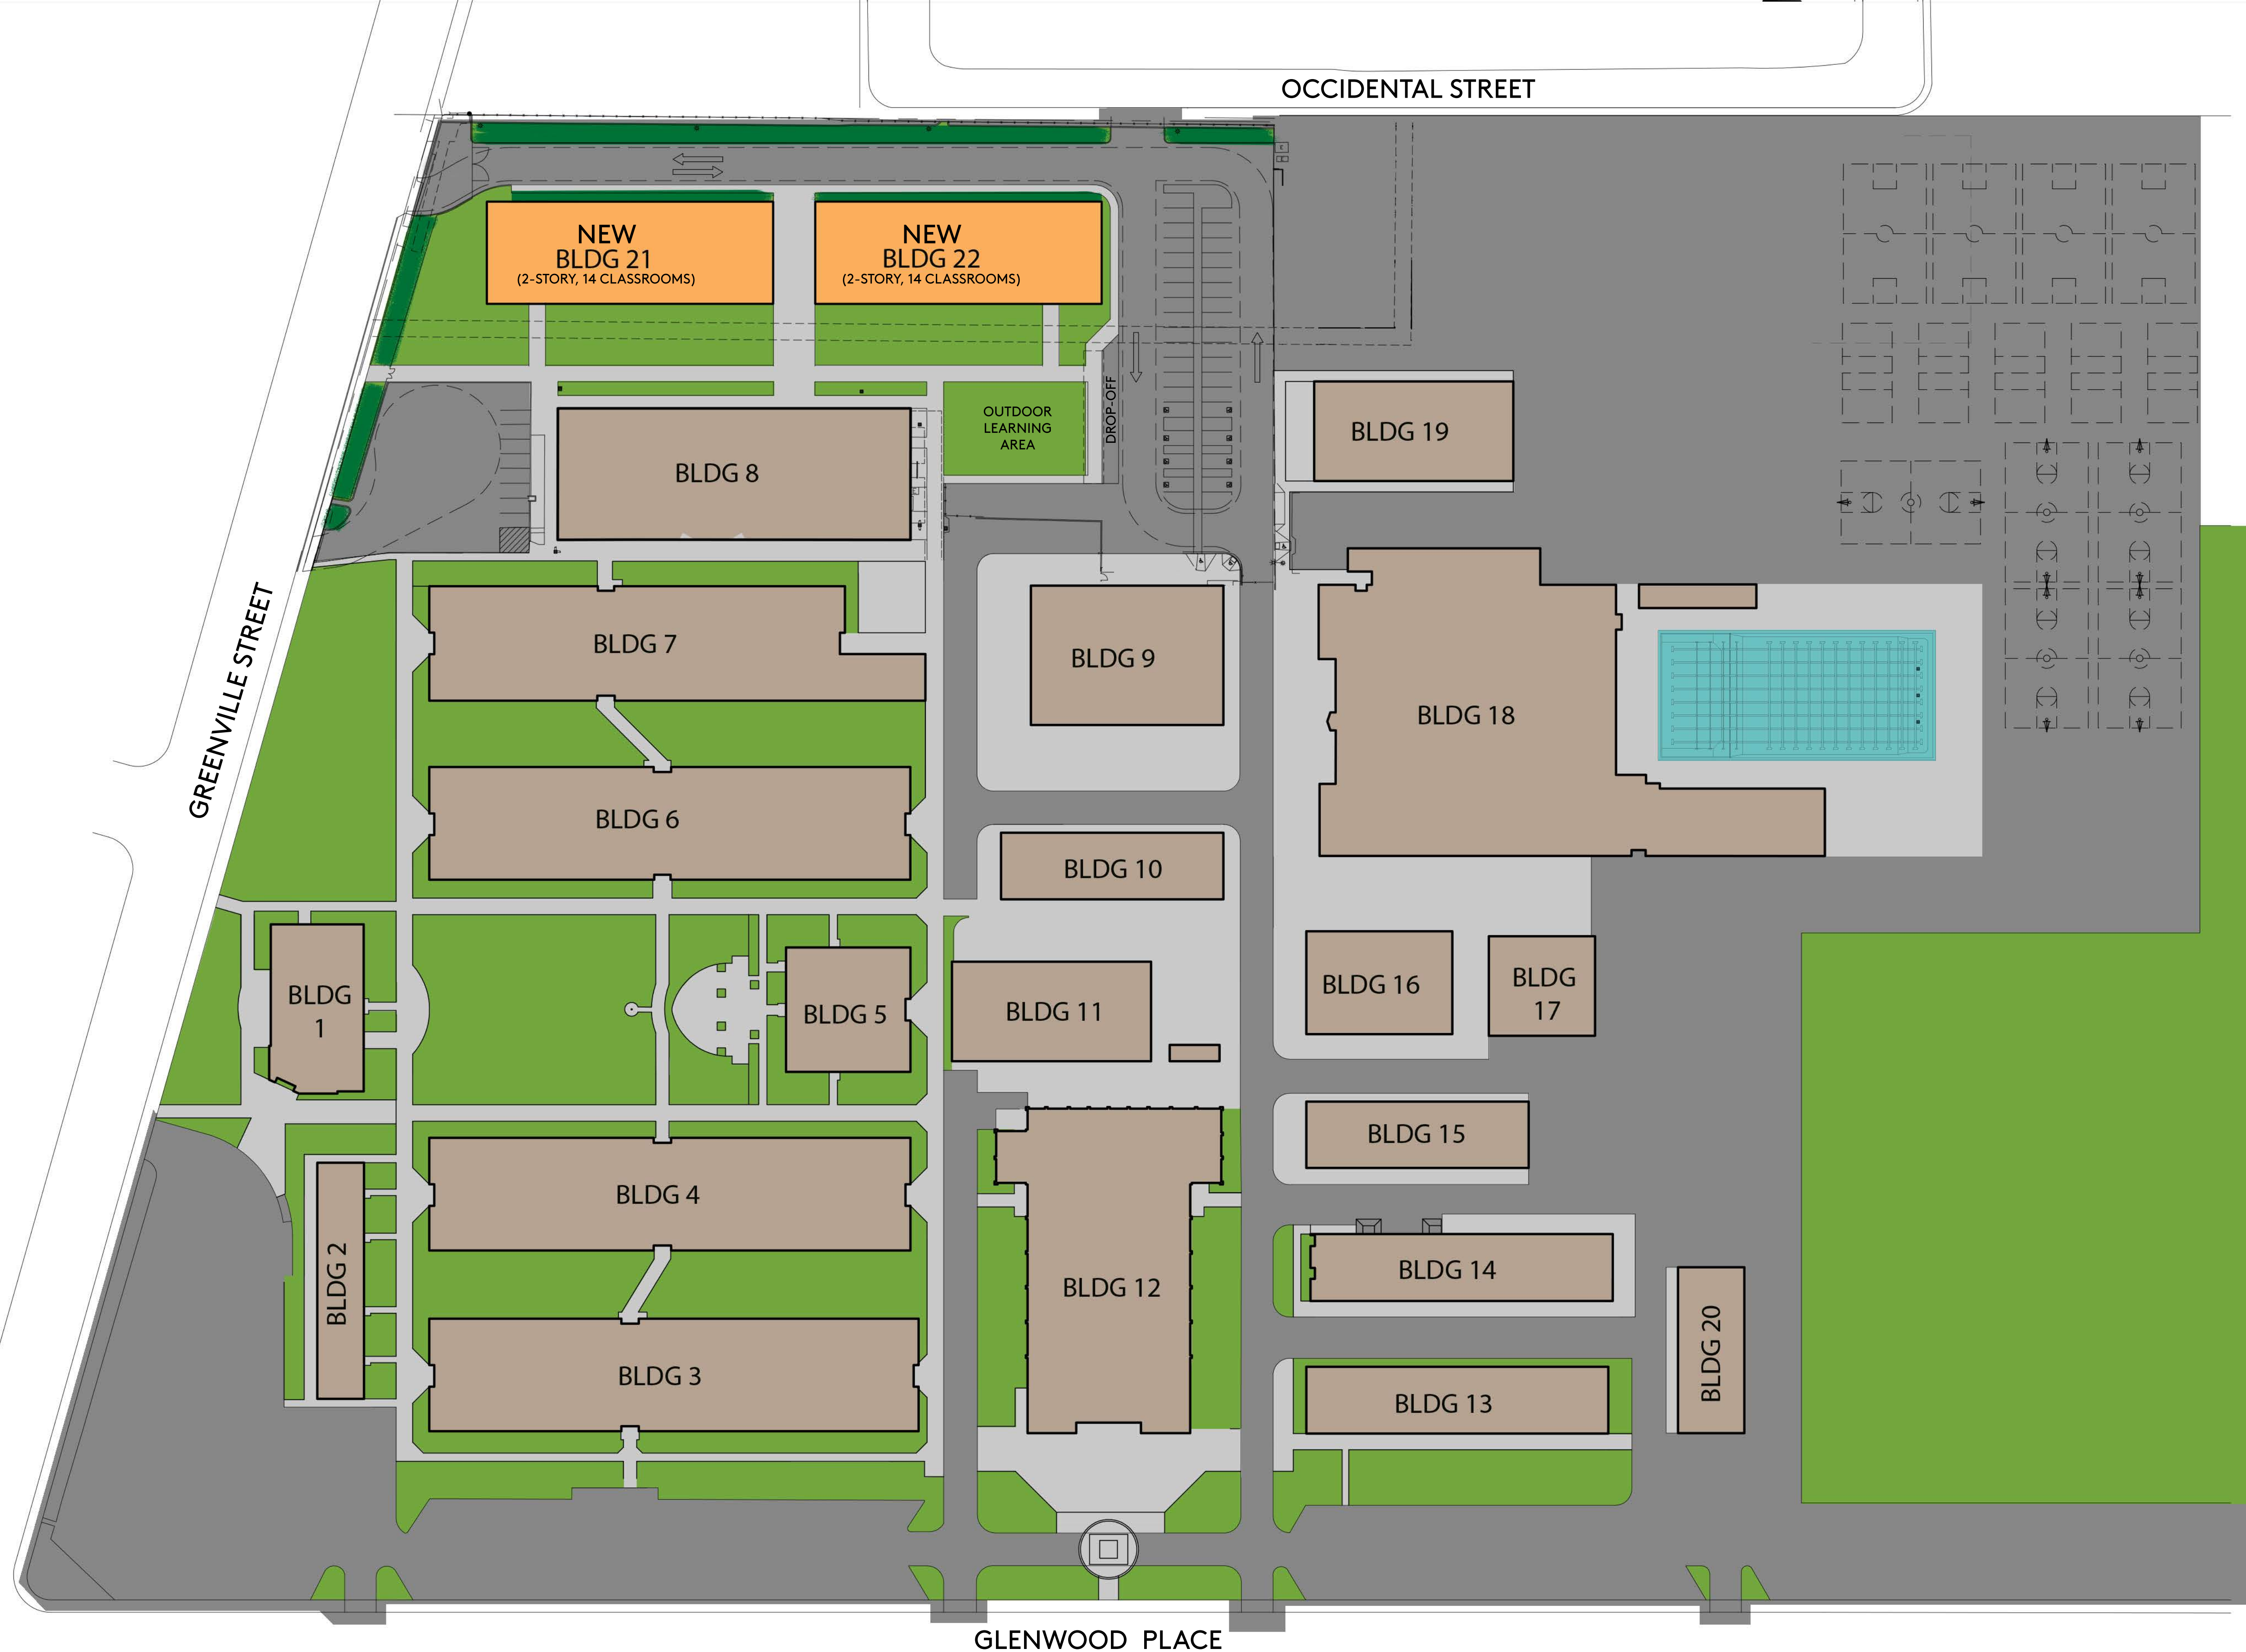 OCCIDENTAL STREET
NEW
BLDG 21
(2-STORY, 14 CLASSROOMS)
NEW
BLDG 22
(2-STORY, 14 CLASSROOMS)
OUTDOOR
LEARNING
AREA
DROP-OFF
BLDG 19
BLDG 8
GREENVILLE STREET
BLDG 7
BLDG 9
BLDG 18
BLDG 6
BLDG 10
BLDG
1
BLDG 5
BLDG 11
BLDG 16
BLDG
17
BLDG 15
BLDG 4
BLDG 2
BLDG 12
BLDG 14
BLDG 20
BLDG 3
BLDG 13
GLENWOOD PLACE